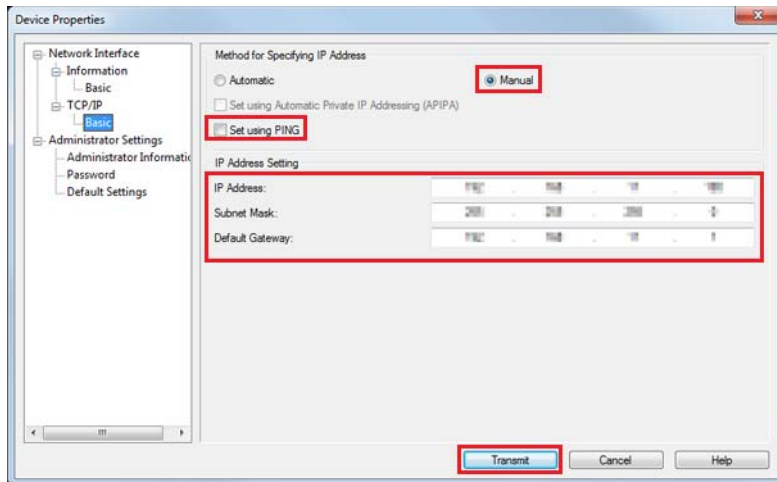 Device Properties
Network Interface
Information
Basic
TCP/IP
Basic
Administrator Settings
Administrator Informatic
Password
Default Settings
Method for Specifying IP Address
Automatic
Manual
Set using Automatic Private IP Addressing (APIPA)
Set using PING
IP Address Setting
IP Address:
Subnet Mask:
Default Gateway:
Transmit
Cancel
Help